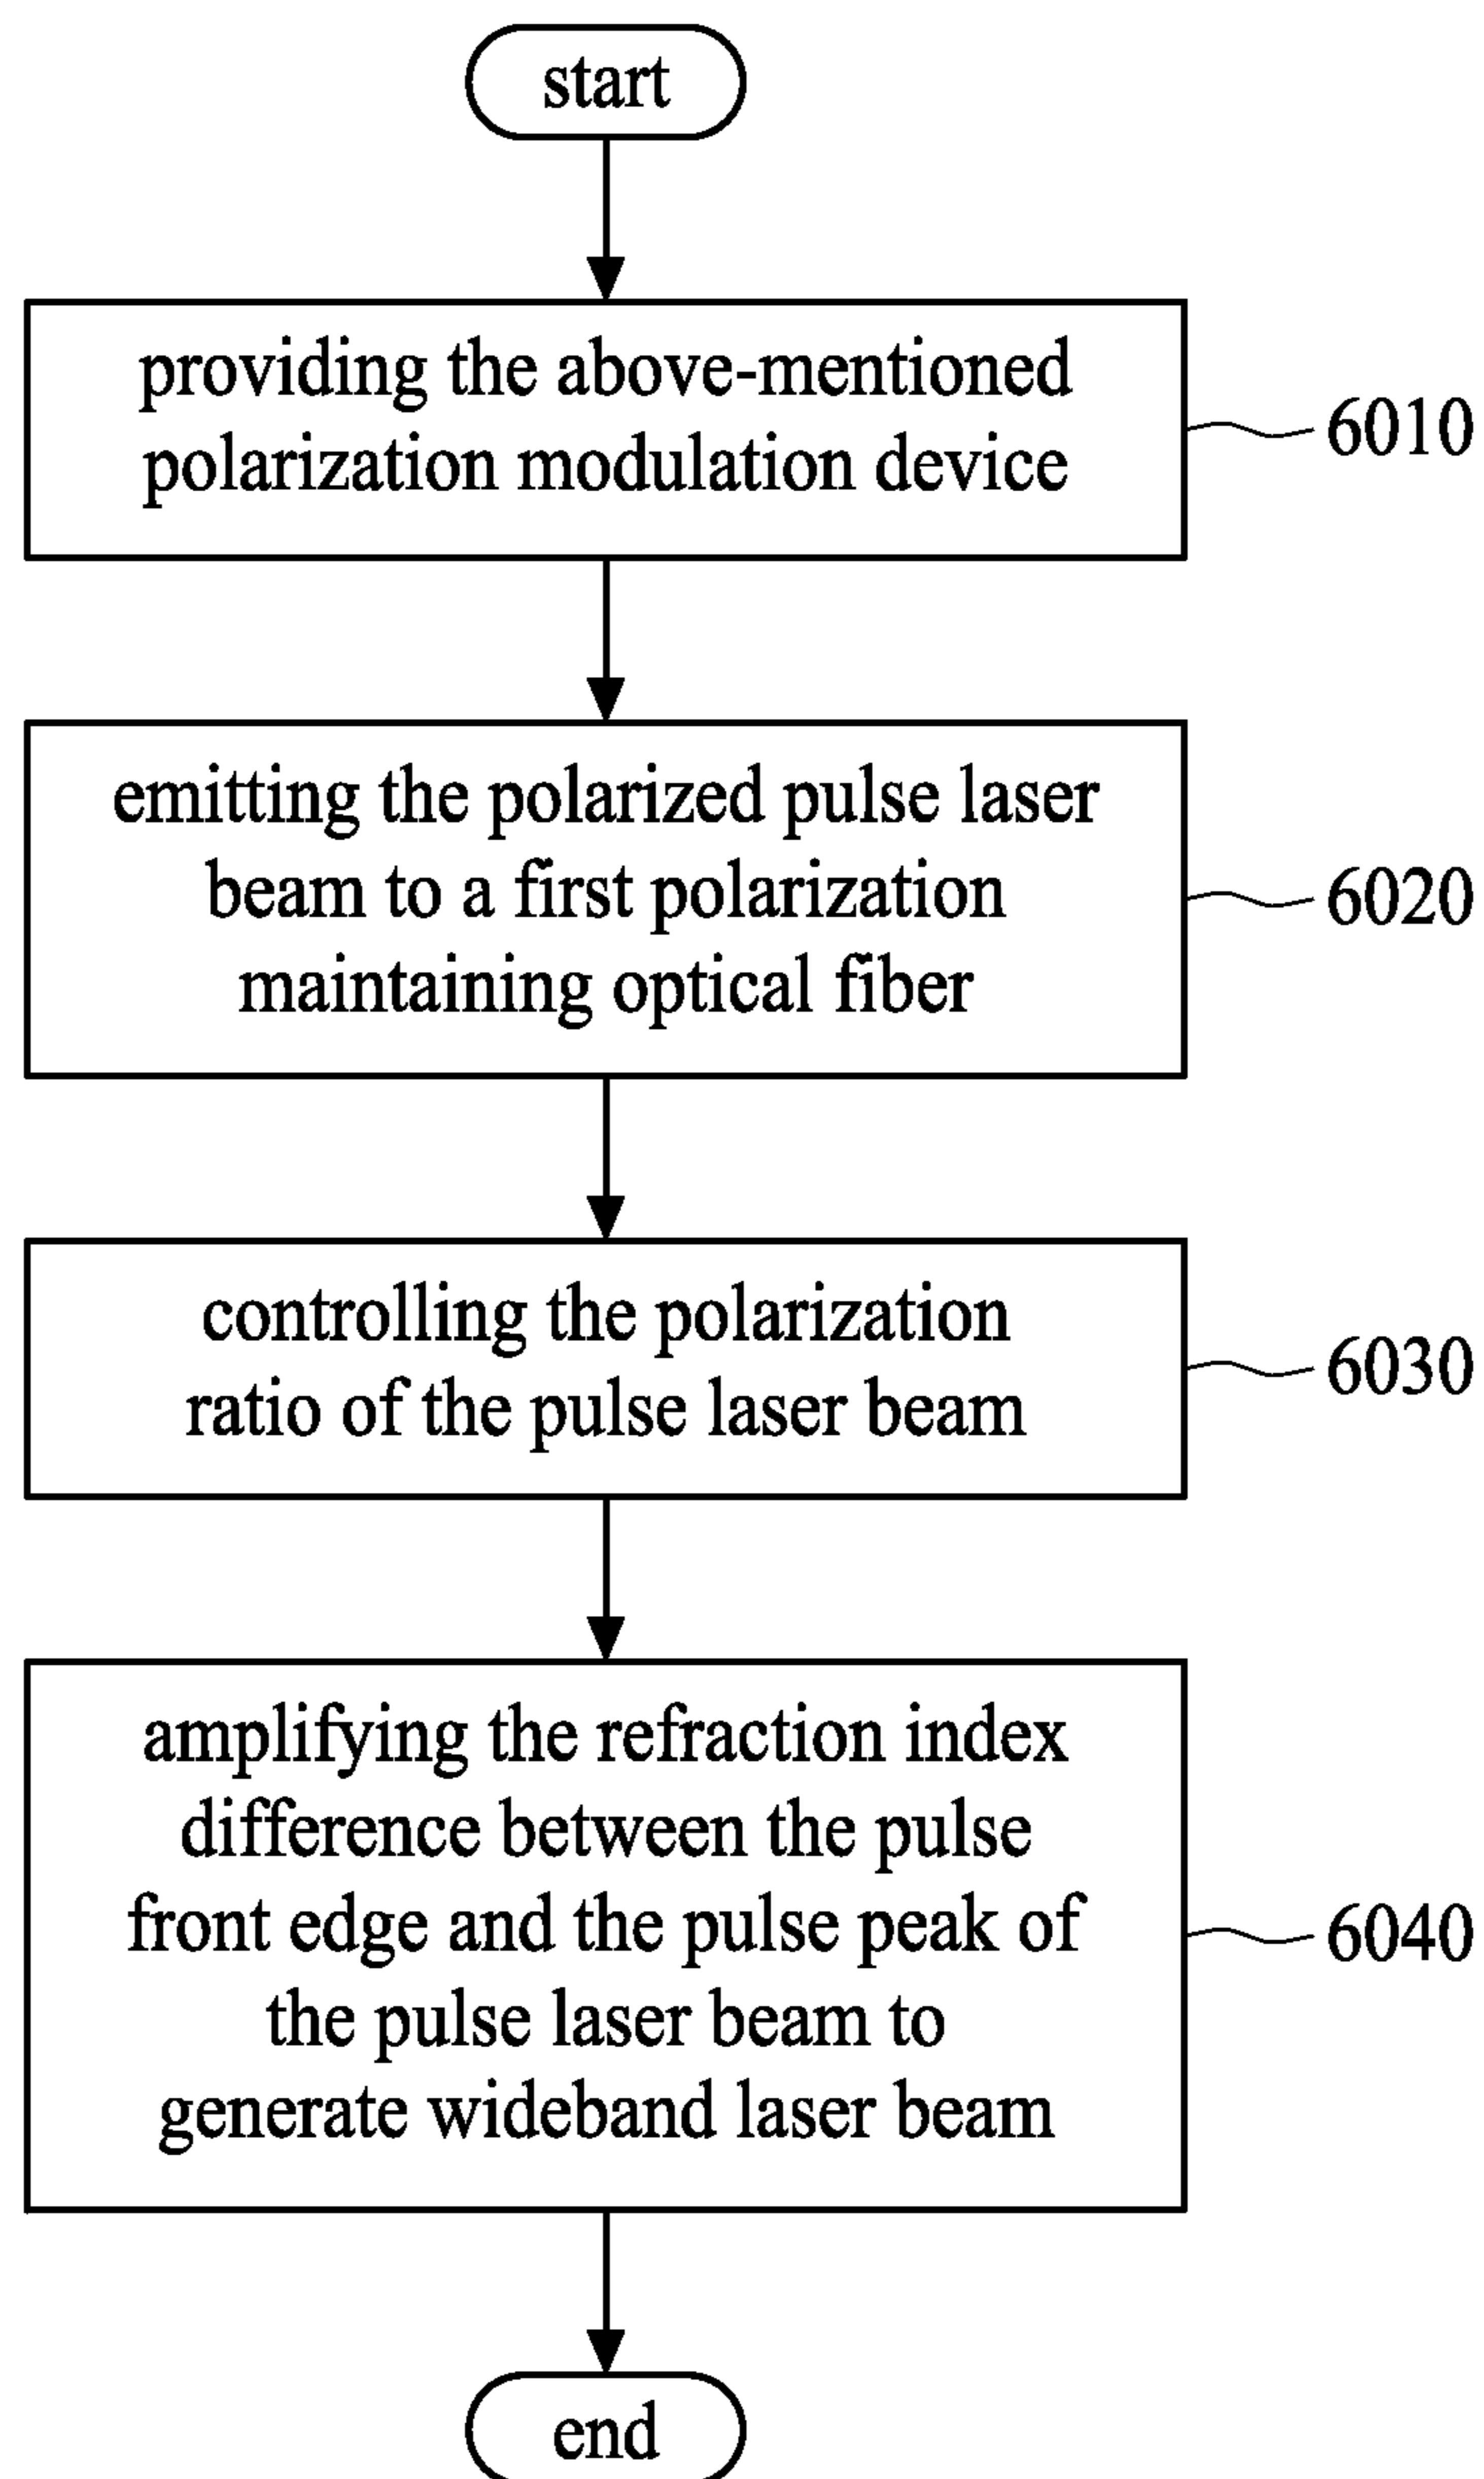 start
providing the above-mentioned
polarization modulation device
6010
emitting the polarized pulse laser
beam to a first polarization
maintaining optical fiber
6020
controlling the polarization
ratio of the pulse laser beam
6030
amplifying the refraction index
difference between the pulse
front edge and the pulse peak of
the pulse laser beam to
generate wideband laser beam
6040
end